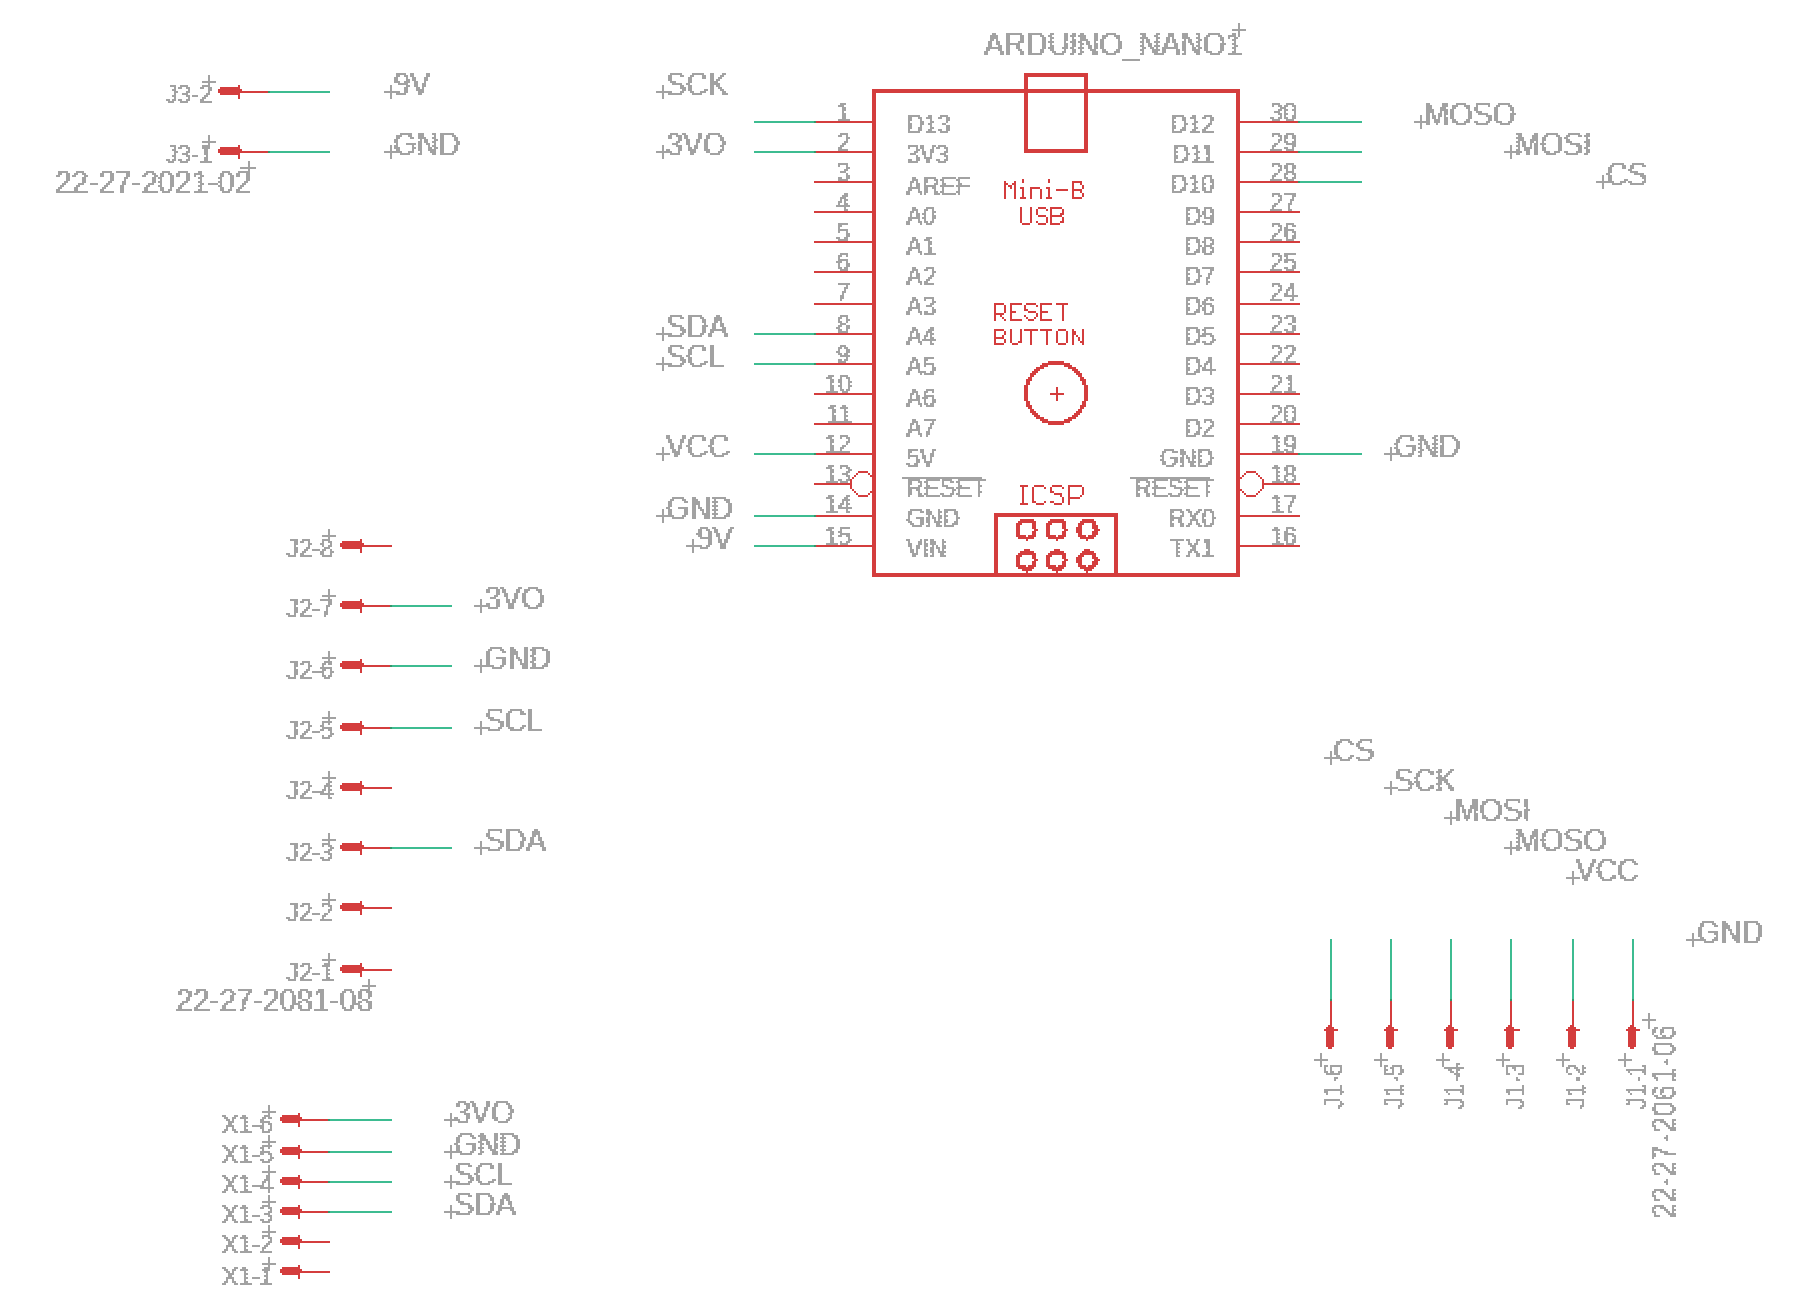 ARDUINO_NANO1
J3-2 9V
J3-1 GND
22-27-2021-02
SCK
3VO
SDA
SCL
VCC
GND
9V
1 D13
2 3V3
3 AREF
4 A0
5 A1
6 A2
7 A3
8 A4
9 A5
10 A6
11 A7
12 5V
13 RESET
14 GND
15 VIN
Mini-B
USB
RESET
BUTTON
ICSP
D12 30
D11 29
D10 28
D9 27
D8 26
D7 25
D6 24
D5 23
D4 22
D3 21
D2 20
GND 19
RESET 18
RX0 17
TX1 16
MOSO
MOSI
CS
GND
J2-8
J2-7 3VO
J2-6 GND
J2-5 SCL
J2-4
J2-3 SDA
J2-2
J2-1
22-27-2081-08
X1-6 3VO
X1-5 GND
X1-4 SCL
X1-3 SDA
X1-2
X1-1
CS
SCK
MOSI
MOSO
VCC
GND
J1-6
J1-5
J1-4
J1-3
J1-2
J1-1
22-27-2061-06